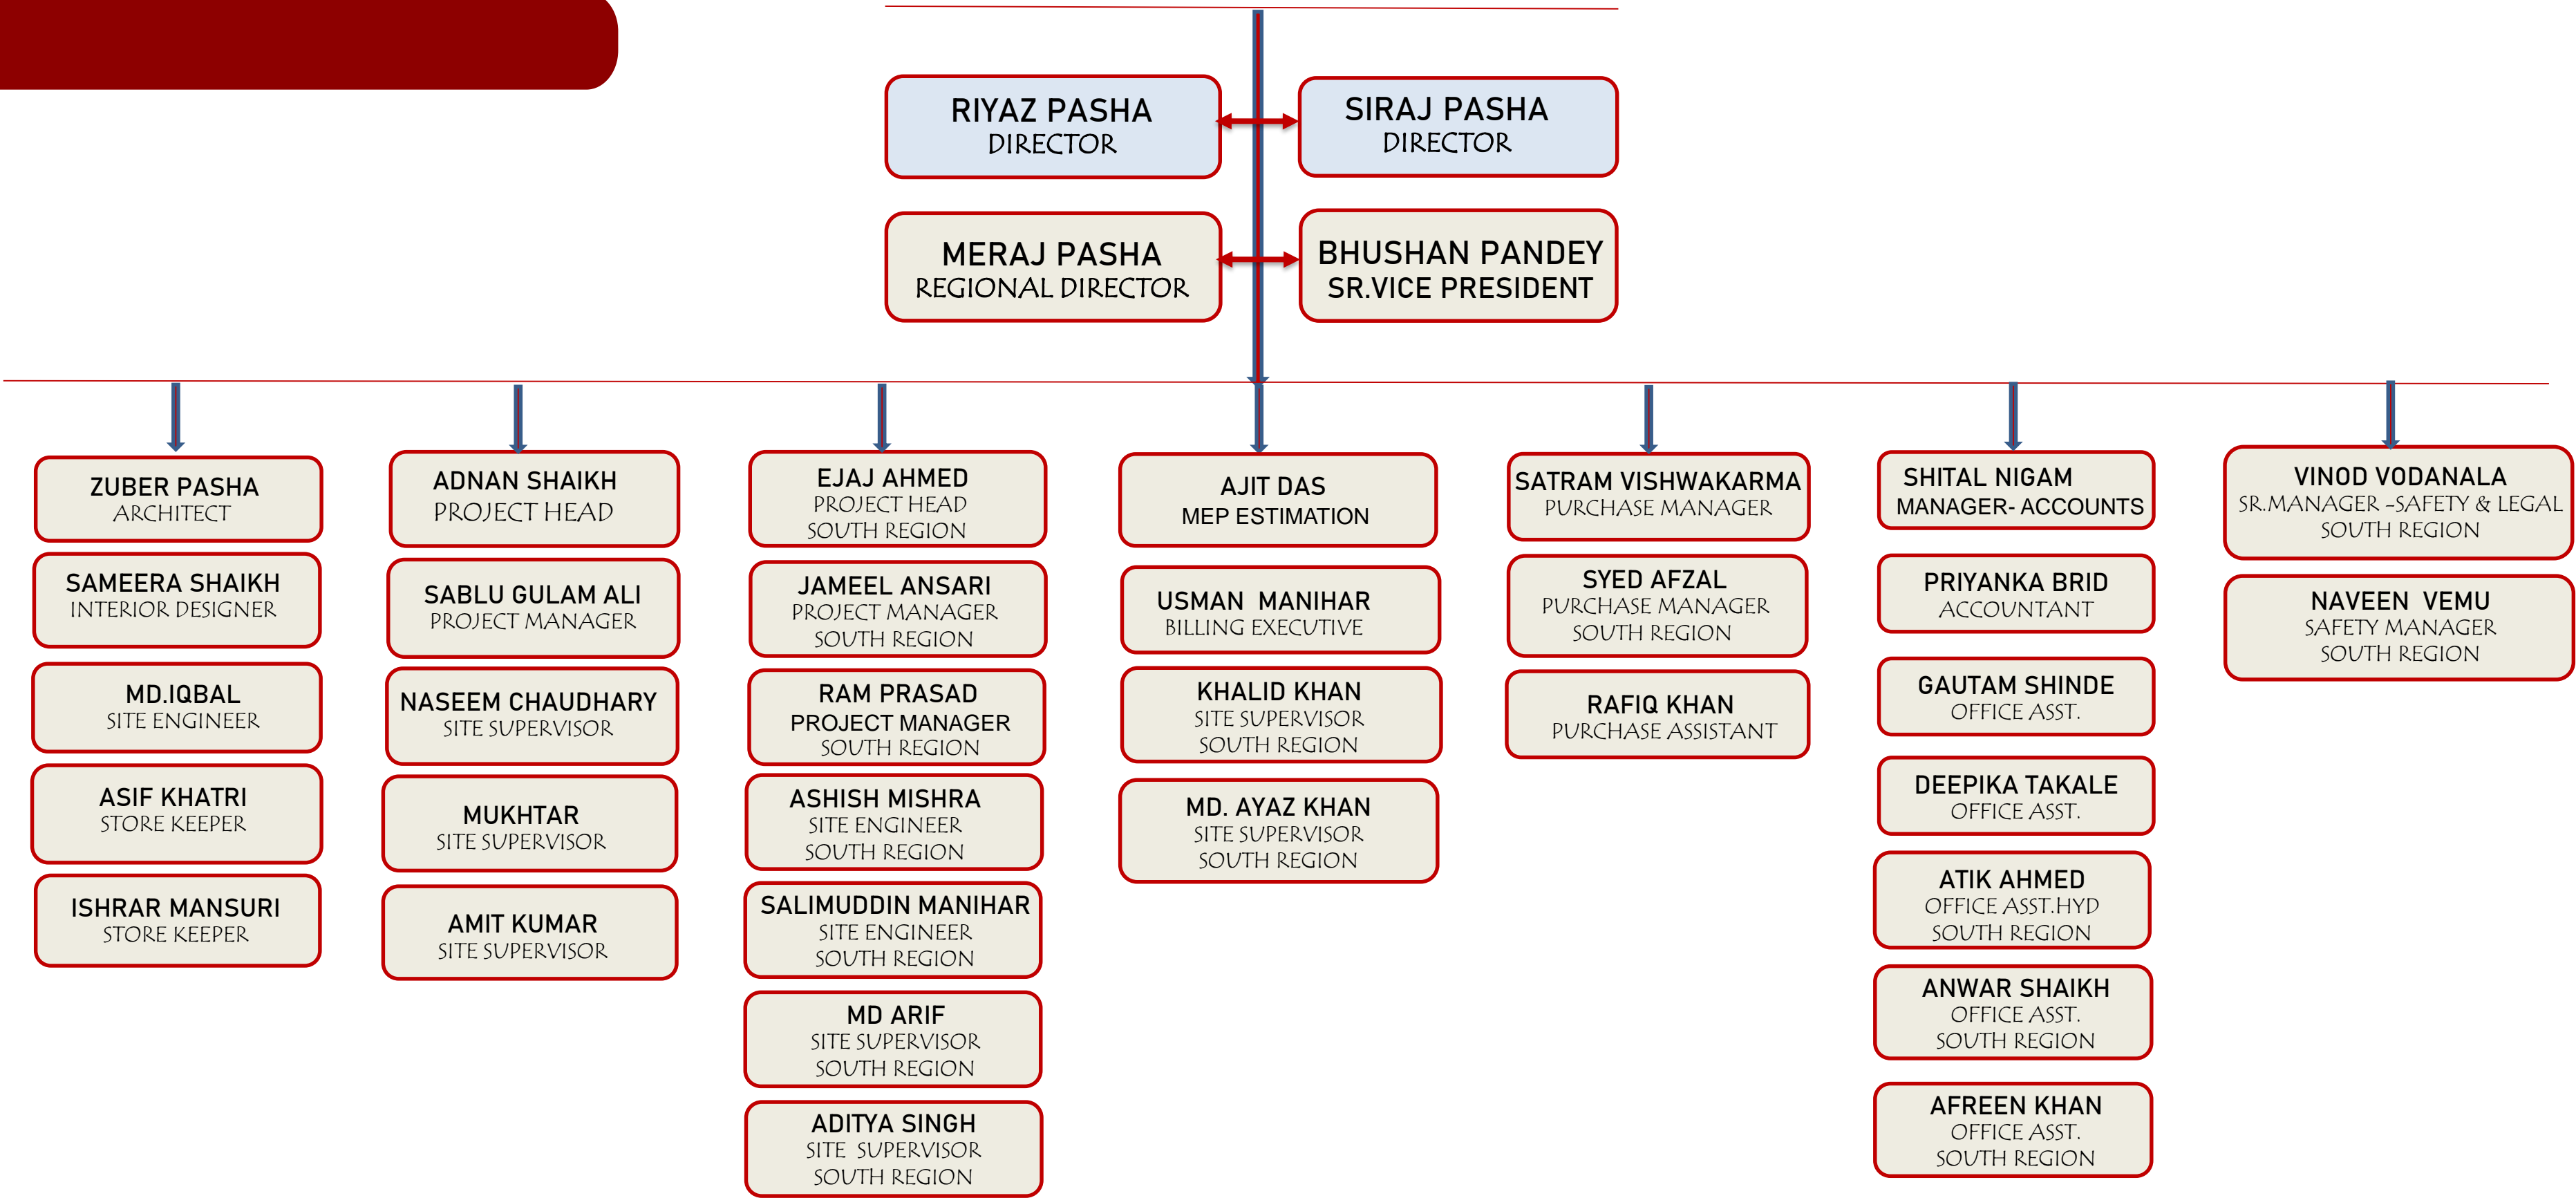 RIYAZ PASHA
DIRECTOR
SIRAJ PASHA
DIRECTOR
MERAJ PASHA
REGIONAL DIRECTOR
BHUSHAN PANDEY
SR.VICE PRESIDENT
ZUBER PASHA
ARCHITECT
SAMEERA SHAIKH
INTERIOR DESIGNER
MD.IQBAL
SITE ENGINEER
ASIF KHATRI
STORE KEEPER
ISHRAR MANSURI
STORE KEEPER
ADNAN SHAIKH
PROJECT HEAD
SABLU GULAM ALI
PROJECT MANAGER
NASEEM CHAUDHARY
SITE SUPERVISOR
MUKHTAR
SITE SUPERVISOR
AMIT KUMAR
SITE SUPERVISOR
EJAJ AHMED
PROJECT HEAD
SOUTH REGION
JAMEEL ANSARI
PROJECT MANAGER
SOUTH REGION
RAM PRASAD
PROJECT MANAGER
SOUTH REGION
ASHISH MISHRA
SITE ENGINEER
SOUTH REGION
SALIMUDDIN MANIHAR
SITE ENGINEER
SOUTH REGION
MD ARIF
SITE SUPERVISOR
SOUTH REGION
ADITYA SINGH
SITE SUPERVISOR
SOUTH REGION
AJIT DAS
MEP ESTIMATION
USMAN MANIHAR
BILLING EXECUTIVE
KHALID KHAN
SITE SUPERVISOR
SOUTH REGION
MD. AYAZ KHAN
SITE SUPERVISOR
SOUTH REGION
SATRAM VISHWAKARMA
PURCHASE MANAGER
SYED AFZAL
PURCHASE MANAGER
SOUTH REGION
RAFIQ KHAN
PURCHASE ASSISTANT
SHITAL NIGAM
MANAGER- ACCOUNTS
PRIYANKA BRID
ACCOUNTANT
GAUTAM SHINDE
OFFICE ASST.
DEEPIKA TAKALE
OFFICE ASST.
ATIK AHMED
OFFICE ASST.HYD
SOUTH REGION
ANWAR SHAIKH
OFFICE ASST.
SOUTH REGION
AFREEN KHAN
OFFICE ASST.
SOUTH REGION
VINOD VODANALA
SR.MANAGER -SAFETY & LEGAL
SOUTH REGION
NAVEEN VEMU
SAFETY MANAGER
SOUTH REGION